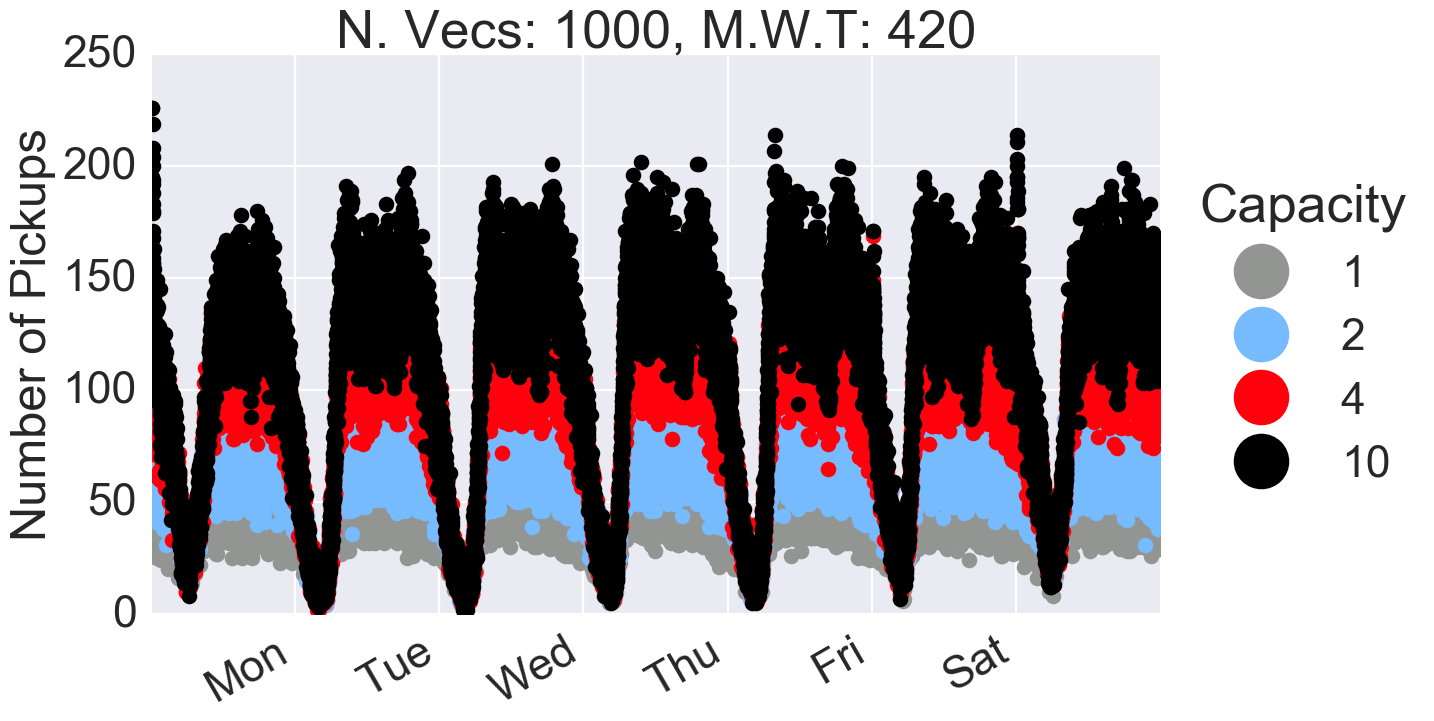 N. Vecs: 1000, M.W.T: 420
Number of Pickups
250
200
150
100
50
0
Mon
Tue
Wed
Thu
Fri
Sat
Capacity
1
2
4
10